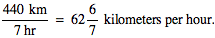 440 km / 7 hr = 62 6/7 kilometers per hour.